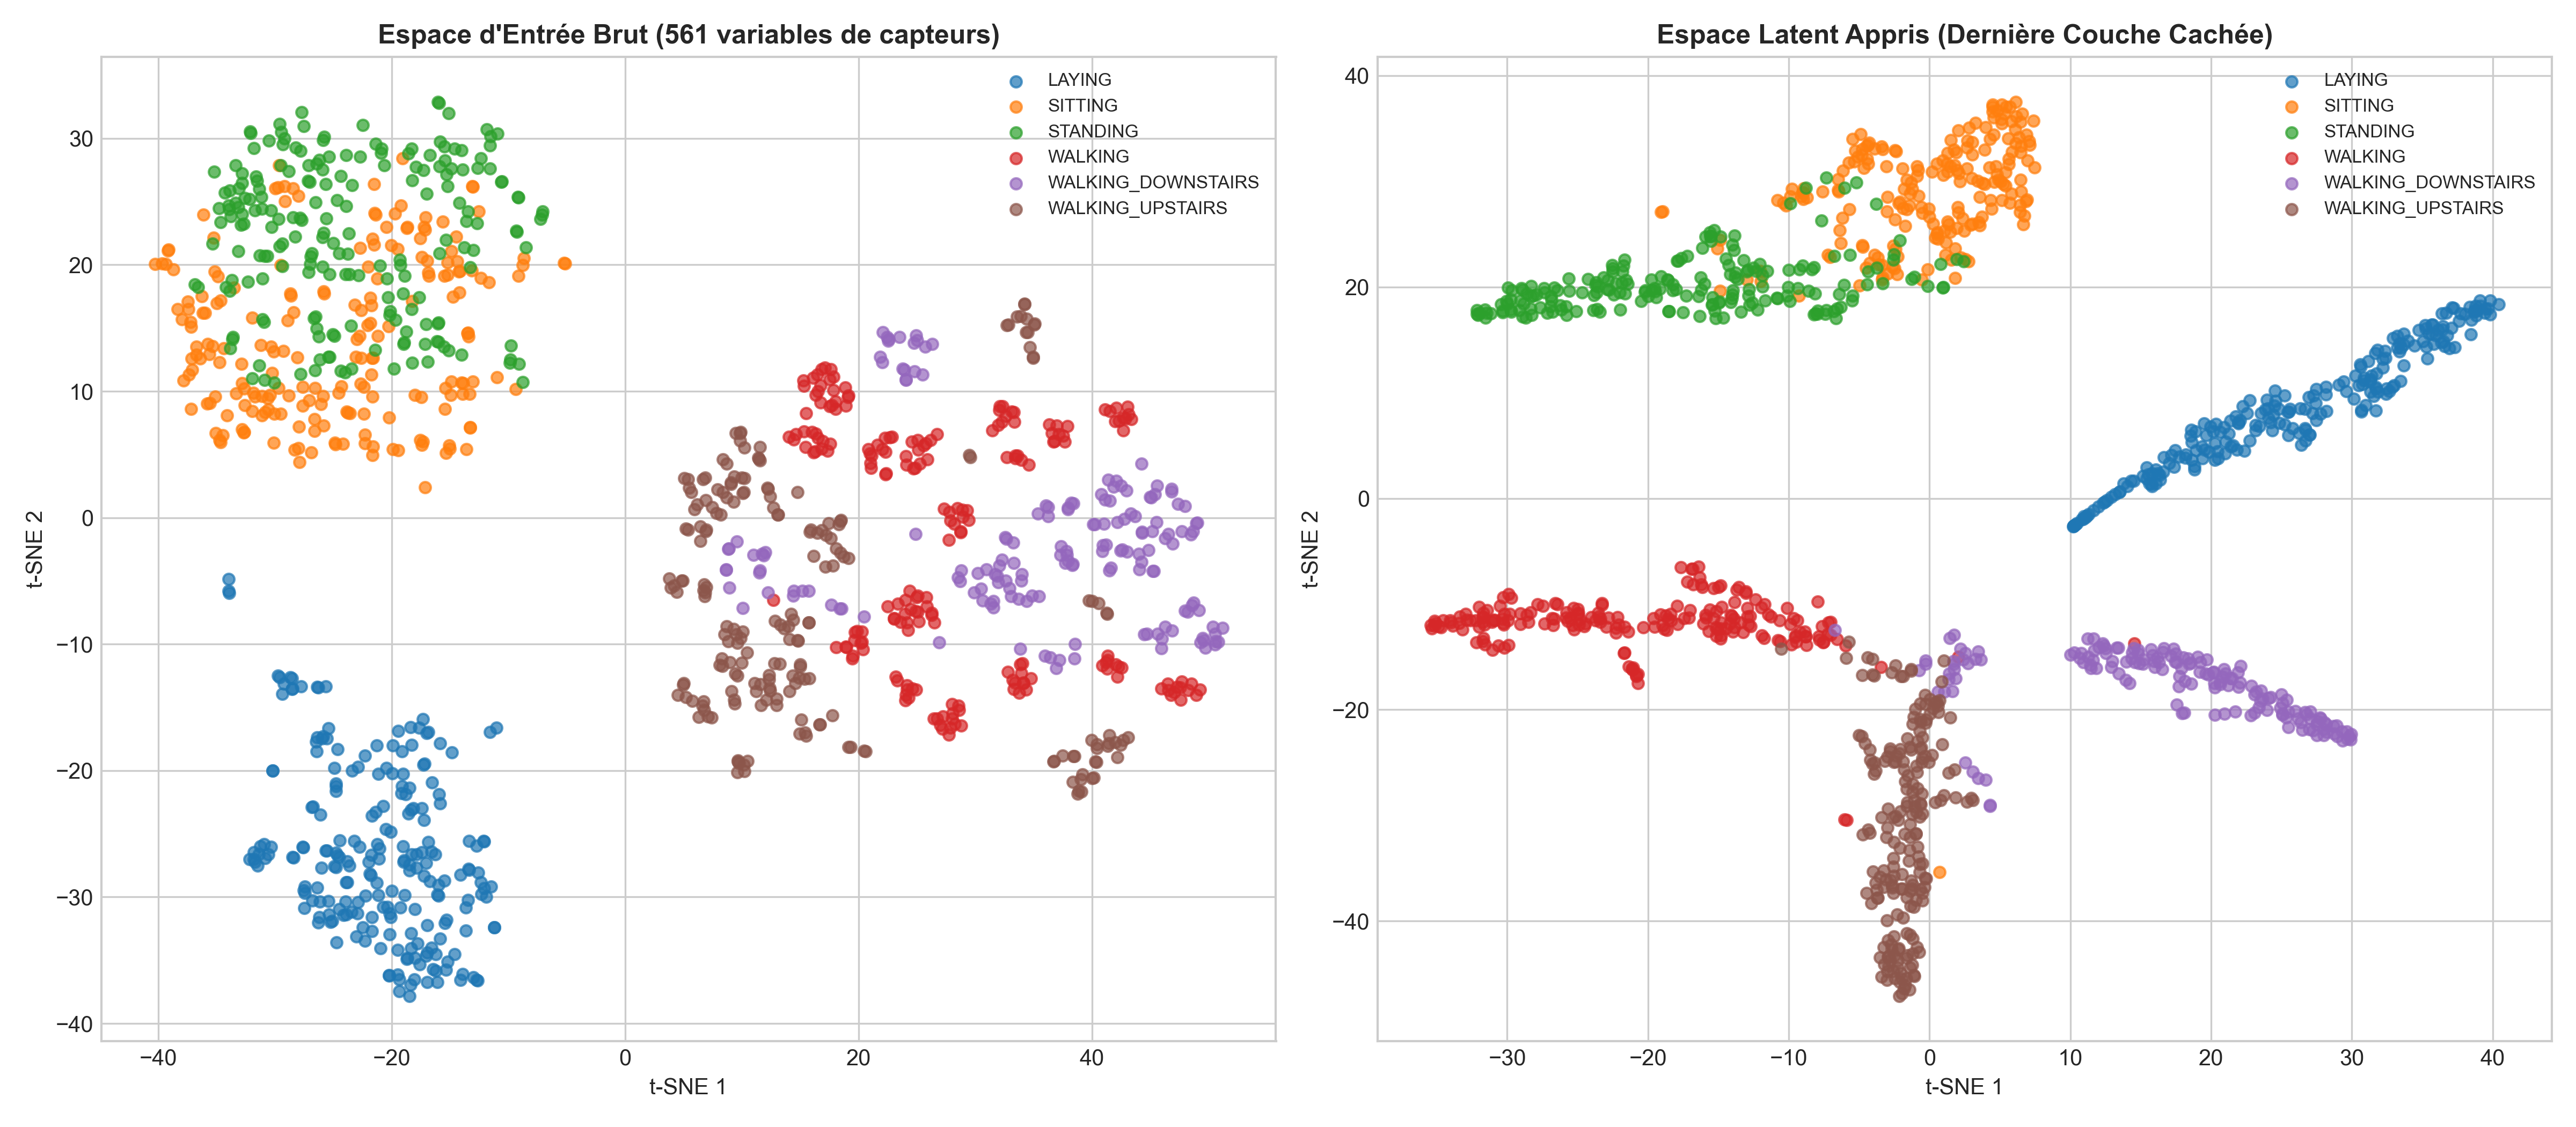 Espace d'Entrée Brut (561 variables de capteurs)
LAYING
SITTING
STANDING
WALKING
WALKING_DOWNSTAIRS
WALKING_UPSTAIRS
30
20
10
0
−10
−20
−30
−40
t-SNE 2
−40
−20
0
20
40
t-SNE 1
Espace Latent Appris (Dernière Couche Cachée)
LAYING
SITTING
STANDING
WALKING
WALKING_DOWNSTAIRS
WALKING_UPSTAIRS
40
20
0
−20
−40
t-SNE 2
−30
−20
−10
0
10
20
30
40
t-SNE 1